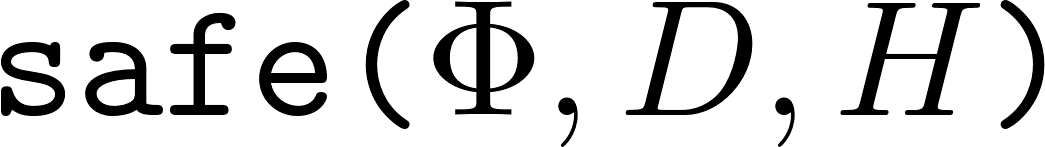 safe(Φ, D, H)